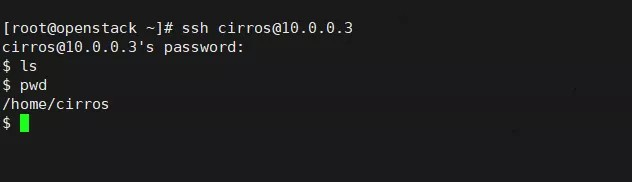 [root@openstack ~]# ssh cirros@10.0.0.3
cirros@10.0.0.3's password:
$ ls
$ pwd
/home/cirros
$